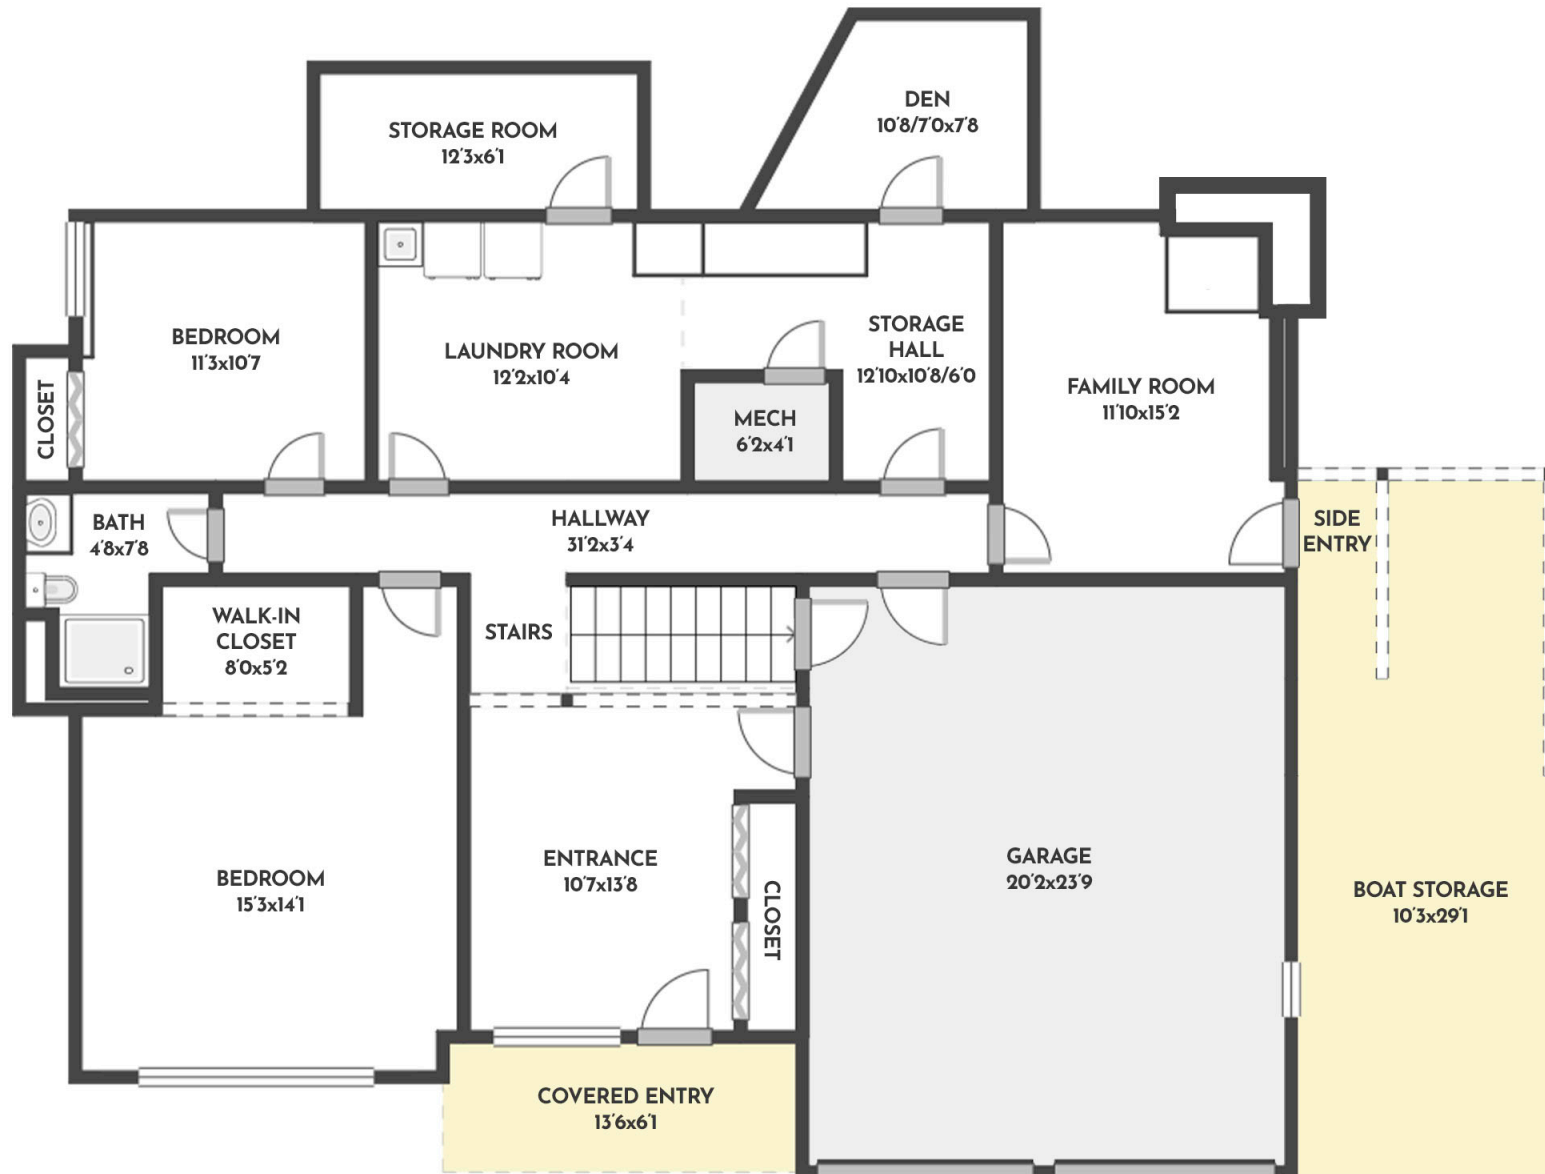 DEN
10'8/7'0x7'8
STORAGE ROOM
12'3x6'1
BEDROOM
11'3x10'7
LAUNDRY ROOM
12'2x10'4
STORAGE
HALL
12'10x10'8/6'0
FAMILY ROOM
11'10x15'2
CLOSET
MECH
6'2x4'1
BATH
4'8x7'8
HALLWAY
31'2x3'4
SIDE
ENTRY
WALK-IN
CLOSET
8'0x5'2
STAIRS
BEDROOM
15'3x14'1
ENTRANCE
10'7x13'8
CLOSET
GARAGE
20'2x23'9
BOAT STORAGE
10'3x29'1
COVERED ENTRY
13'6x6'1